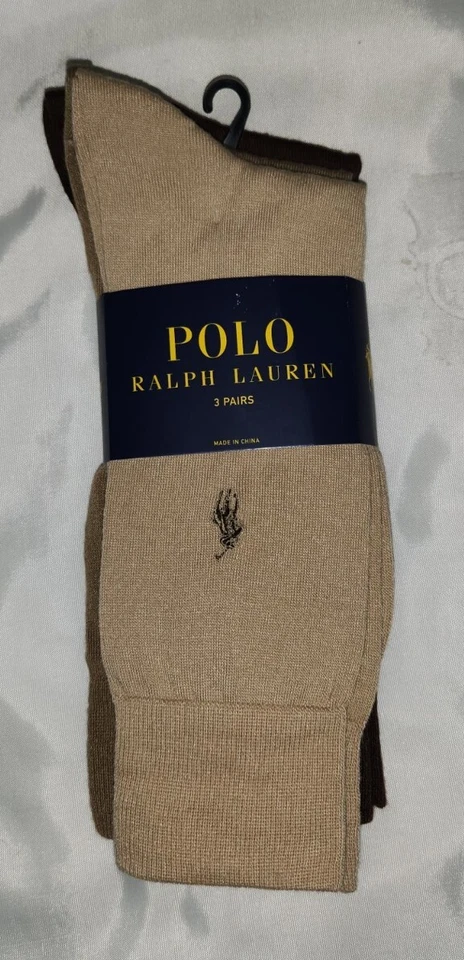 POLO
RALPH LAUREN
3 PAIRS
MADE IN CHINA